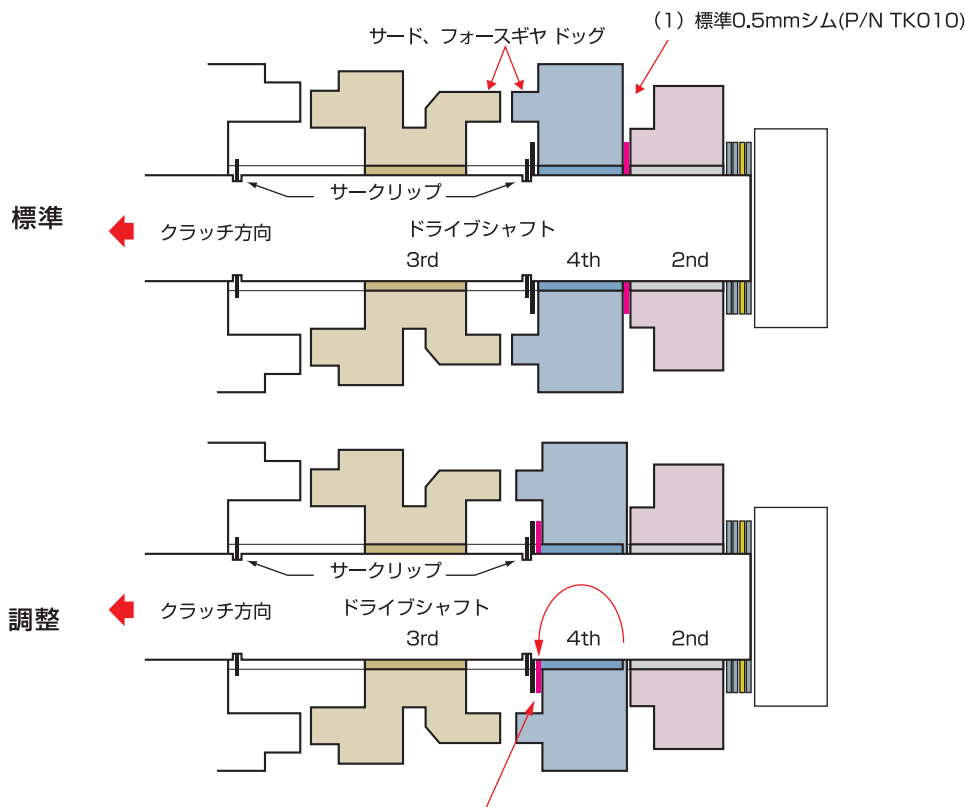 (1)標準0.5mmシム(P/N TK010)
サード、フォースギヤ ドッグ
サークリップ
標準
クラッチ方向
ドライブシャフト
3rd
4th
2nd
サークリップ
調整
クラッチ方向
ドライブシャフト
3rd
4th
2nd